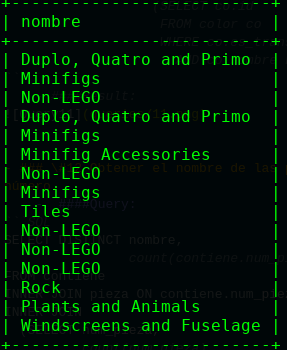 nombre
Duplo, Quatro and Primo
Minifigs
Non-LEGO
Duplo, Quatro and Primo
Minifigs
Minifig Accessories
Non-LEGO
Minifigs
Tiles
Non-LEGO
Non-LEGO
Non-LEGO
Rock
Plants and Animals
Windscreens and Fuselage